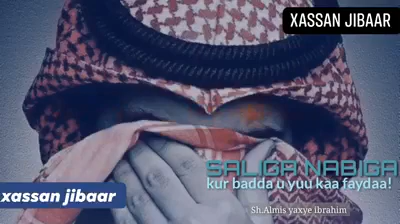 XASSAN JIBAAR
SALIGA NABIGA
kur badda u yuu kaa faydaa!
xassan jibaar
Sh.Almis yaxye ibrahim